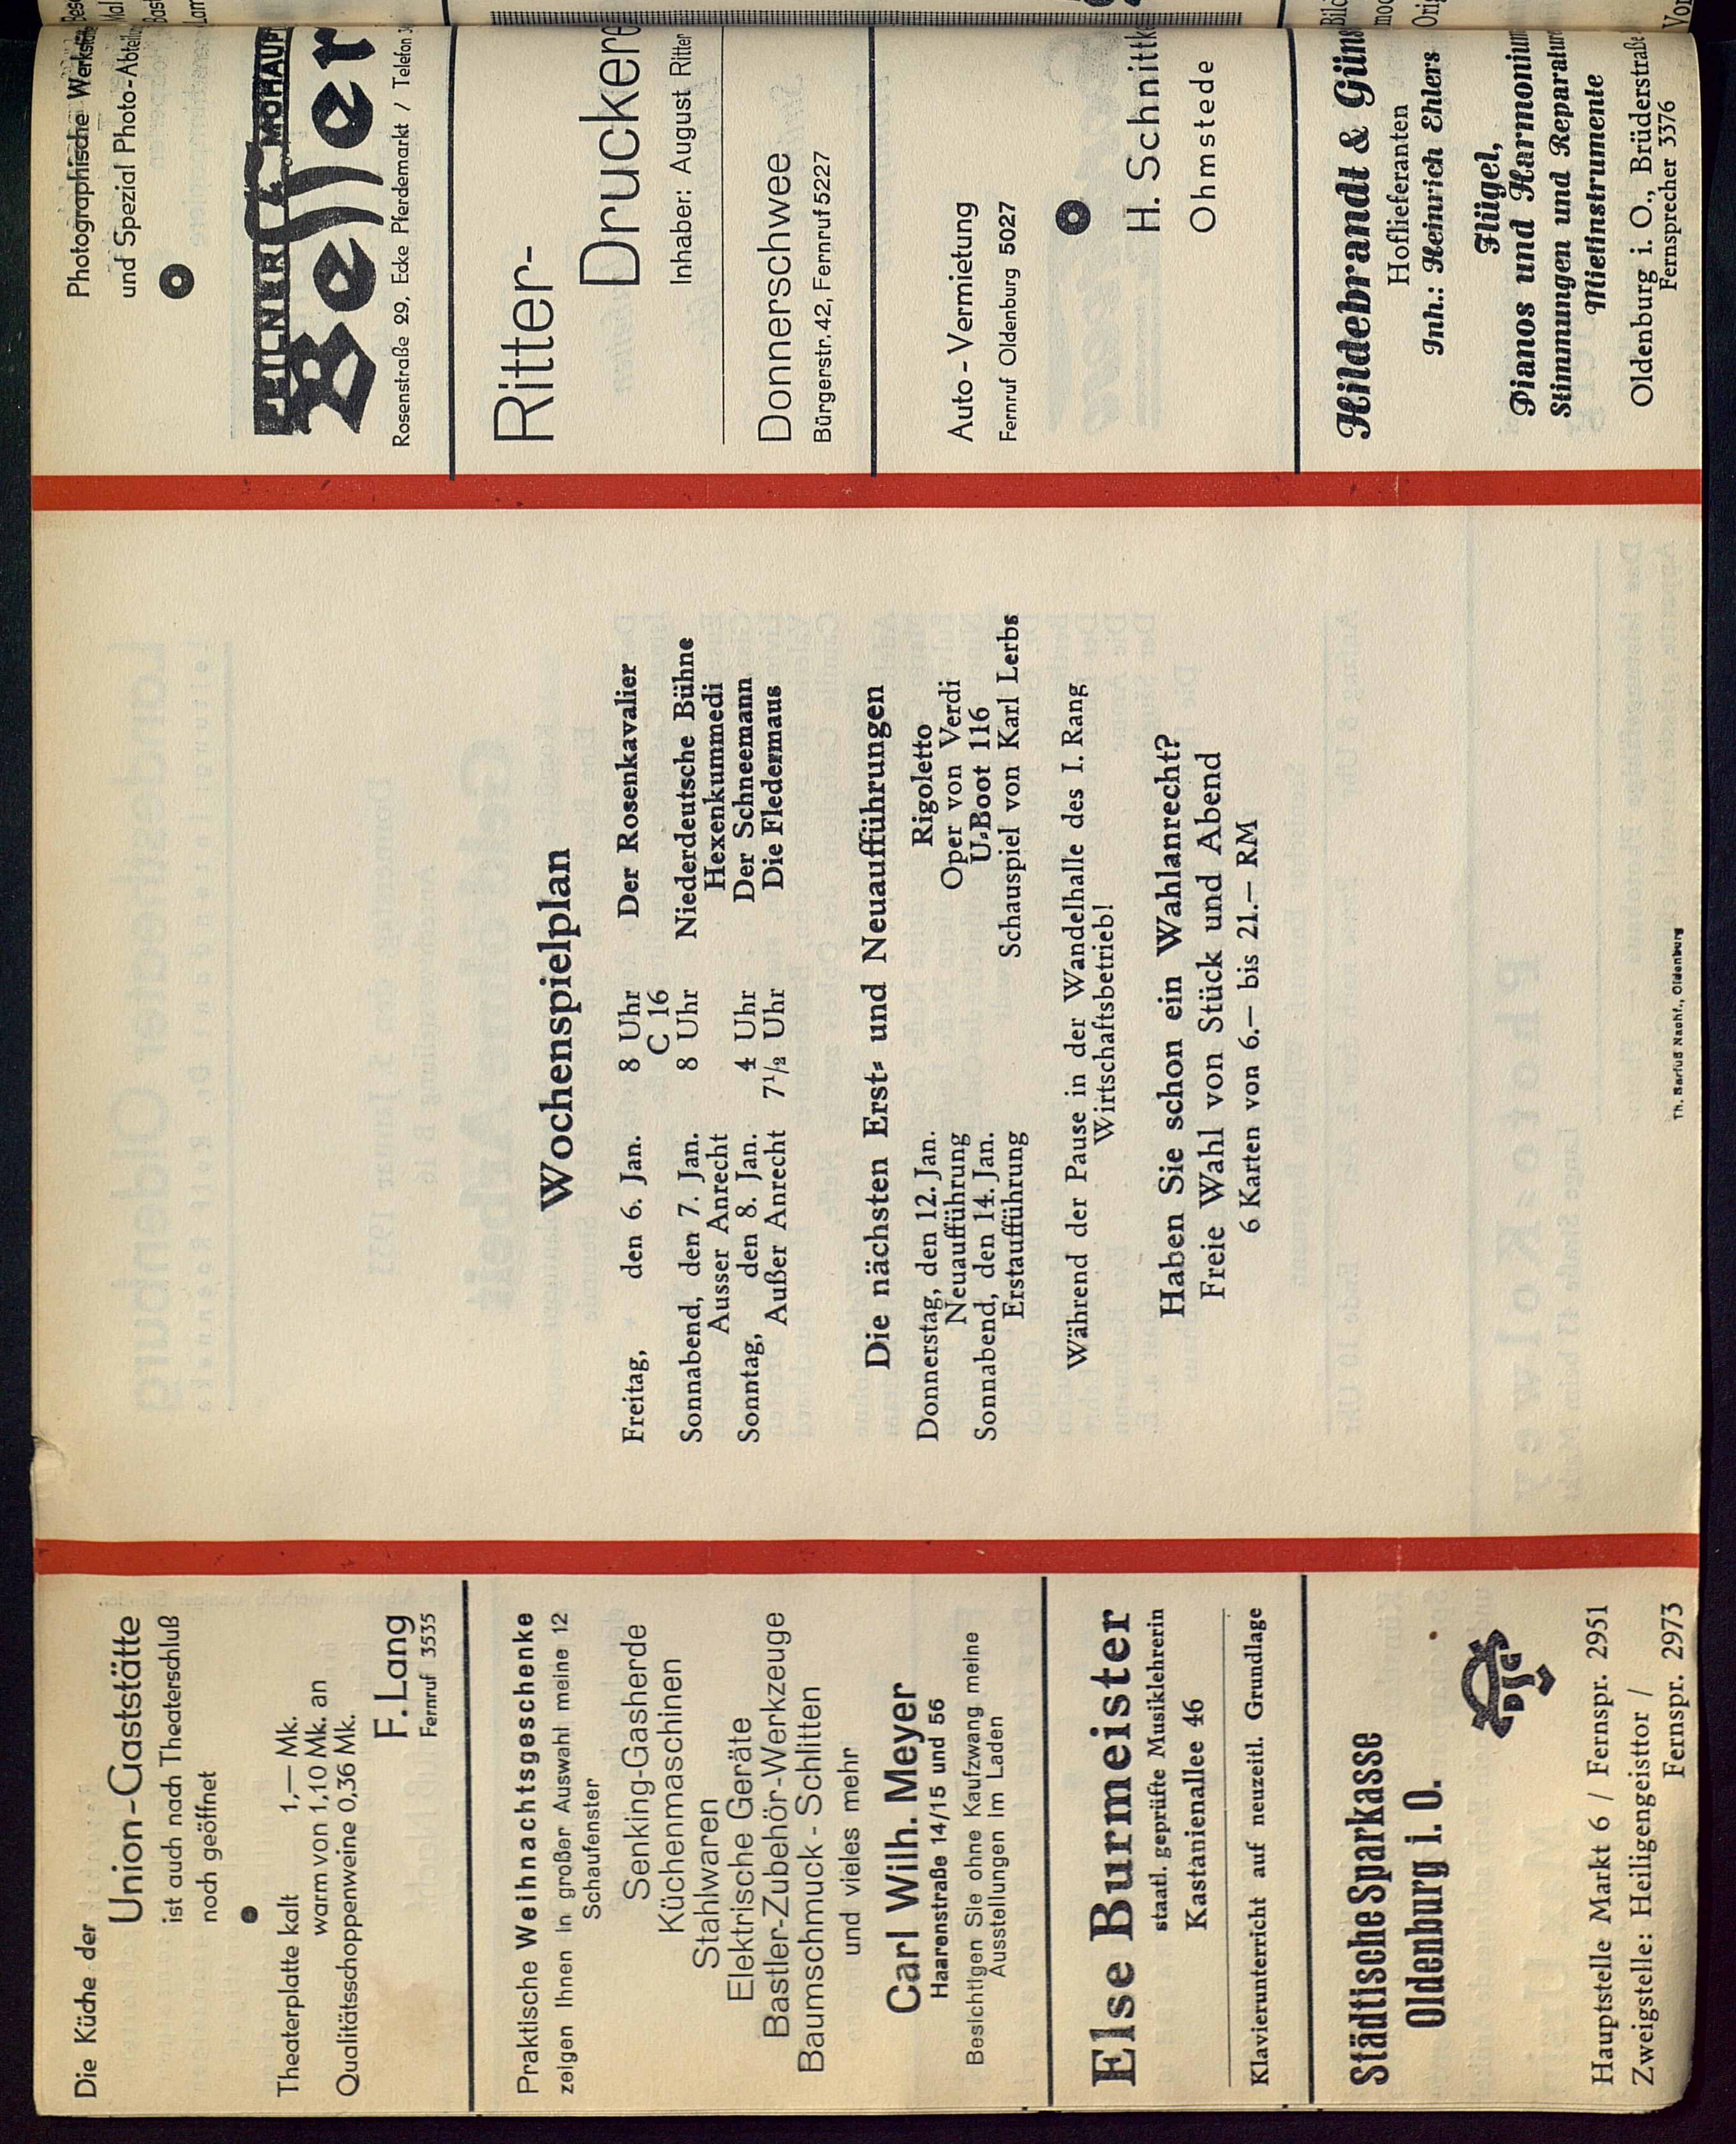 Die Küche der
Union-Gaststätte
ist auch nach Theaterschluß
noch geöffnet
Theaterplatte kalt 1,— Mk.
warm von 1,10 Mk. an
Qualitätsschoppenweine 0,36 Mk.
F. Lang
Fernruf 3535
Praktische Weihnachtsgeschenke
zeigen Ihnen in großer Auswahl meine 12
Schaufenster
Senking-Gasherde
Küchenmaschinen
Stahlwaren
Elektrische Geräte
Bastler-Zubehör-Werkzeuge
Baumschmuck - Schlitten
und vieles mehr
Carl Wilh. Meyer
Haarenstraße 14/15 und 56
Besichtigen Sie ohne Kaufzwang meine
Ausstellungen im Laden
Else Burmeister
staatl. geprüfte Musiklehrerin
Kastanienallee 46
Klavierunterricht auf neuzeitl. Grundlage
Städtische Sparkasse
Oldenburg i. O.
Hauptstelle Markt 6 / Fernspr. 2951
Zweigstelle: Heiligengeisttor /
Fernspr. 2973
Wochenspielplan
Freitag, den 6. Jan. 8 Uhr Der Rosenkavalier
C 16
Sonnabend, den 7. Jan. 8 Uhr Niederdeutsche Bühne
Ausser Anrecht Hexenkummedi
Sonntag, den 8. Jan. 4 Uhr Der Schneemann
Außer Anrecht 7½ Uhr Die Fledermaus
Die nächsten Erst- und Neuaufführungen
Donnerstag, den 12. Jan. Rigoletto
Neuaufführung Oper von Verdi
Sonnabend, den 14. Jan. U-Boot 116
Erstaufführung Schauspiel von Karl Lerbs
Während der Pause in der Wandelhalle des I. Rang
Wirtschaftsbetrieb!
Haben Sie schon ein Wahlanrecht?
Freie Wahl von Stück und Abend
6 Karten von 6.— bis 21.— RM
Th. Barfuß Nachf., Oldenburg
Photographische
und Spezial Photo-
MOHAUPT
Beller
Rosenstraße 29, Ecke Pferdemarkt / Telefon
Ritter-
Druckere
Inhaber: August Ritter
Donnerschwee
Bürgerstr. 42, Fernruf 5227
Auto-Vermietung
Fernruf Oldenburg 5027
H. Schnittk
Ohmstede
Hildebrandt & Güns
Hoflieferanten
Inh.: Heinrich Ehlers
Flügel,
Pianos und Harmonium
Stimmungen und Reparatur
Mietinstrumente
Oldenburg i. O., Brüderstraße
Fernsprecher 3376